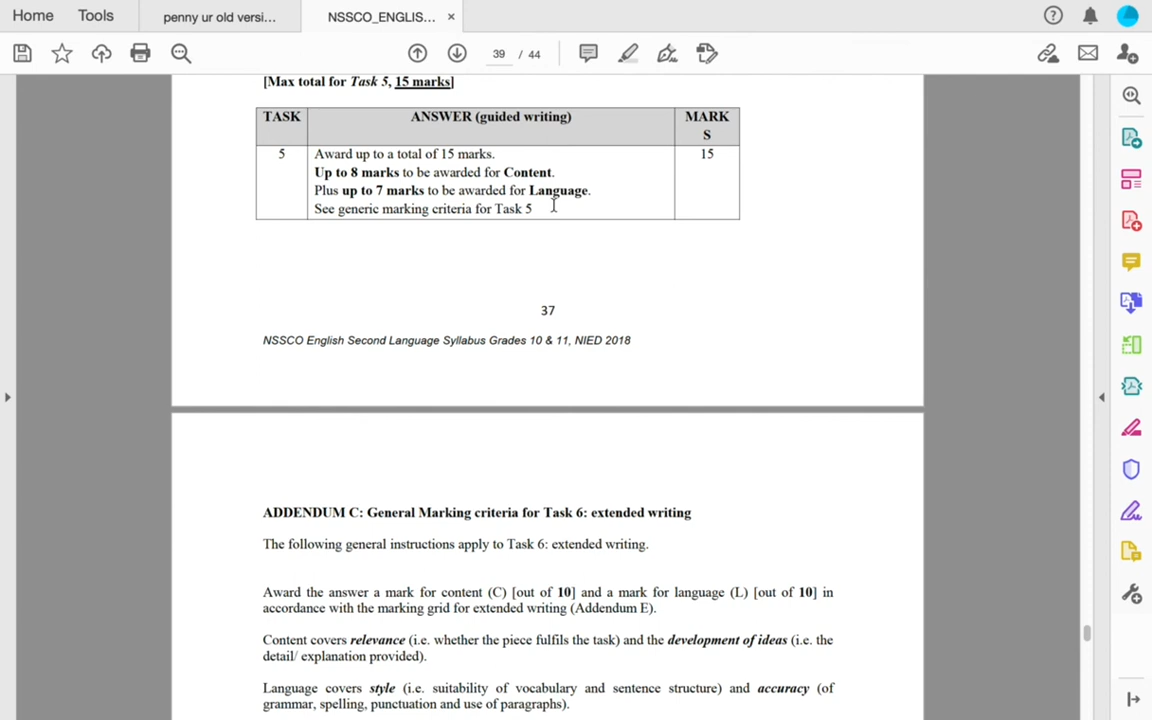 Home Tools penny ur old versi... NSSCO_ENGLIS... ×
39 / 44
[Max total for Task 5, 15 marks]
TASK ANSWER (guided writing) MARK
S
5 Award up to a total of 15 marks. 15
Up to 8 marks to be awarded for Content.
Plus up to 7 marks to be awarded for Language.
See generic marking criteria for Task 5
37
NSSCO English Second Language Syllabus Grades 10 & 11, NIED 2018
ADDENDUM C: General Marking criteria for Task 6: extended writing
The following general instructions apply to Task 6: extended writing.
Award the answer a mark for content (C) [out of 10] and a mark for language (L) [out of 10] in
accordance with the marking grid for extended writing (Addendum E).
Content covers relevance (i.e. whether the piece fulfils the task) and the development of ideas (i.e. the
detail/ explanation provided).
Language covers style (i.e. suitability of vocabulary and sentence structure) and accuracy (of
grammar, spelling, punctuation and use of paragraphs).